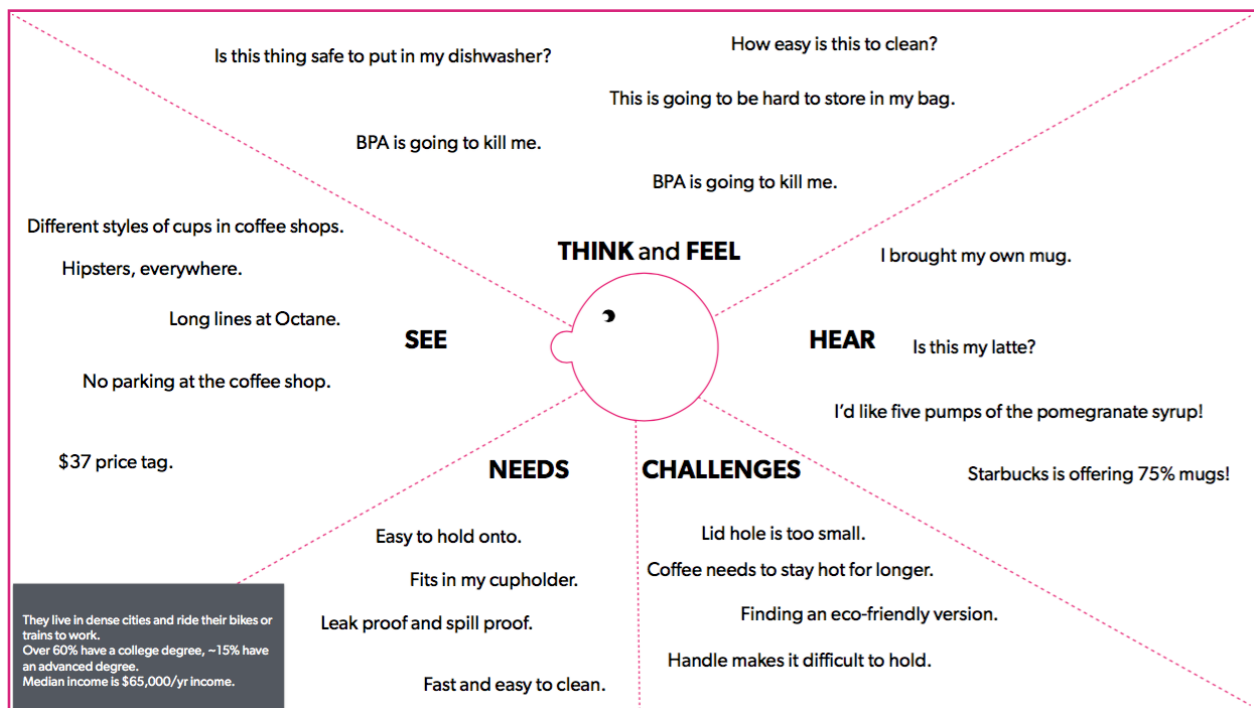 Is this thing safe to put in my dishwasher?
How easy is this to clean?
This is going to be hard to store in my bag.
BPA is going to kill me.
BPA is going to kill me.
THINK and FEEL
Different styles of cups in coffee shops.
Hipsters, everywhere.
Long lines at Octane.
SEE
No parking at the coffee shop.
$37 price tag.
I brought my own mug.
HEAR
Is this my latte?
I'd like five pumps of the pomegranate syrup!
Starbucks is offering 75% mugs!
NEEDS
Easy to hold onto.
Fits in my cupholder.
Leak proof and spill proof.
Fast and easy to clean.
CHALLENGES
Lid hole is too small.
Coffee needs to stay hot for longer.
Finding an eco-friendly version.
Handle makes it difficult to hold.
They live in dense cities and ride their bikes or
trains to work.
Over 60% have a college degree, ~15% have
an advanced degree.
Median income is $65,000/yr income.